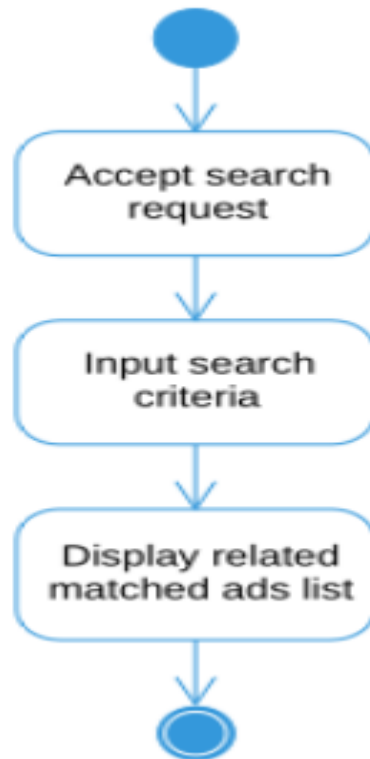 Accept search
request
Input search
criteria
Display related
matched ads list